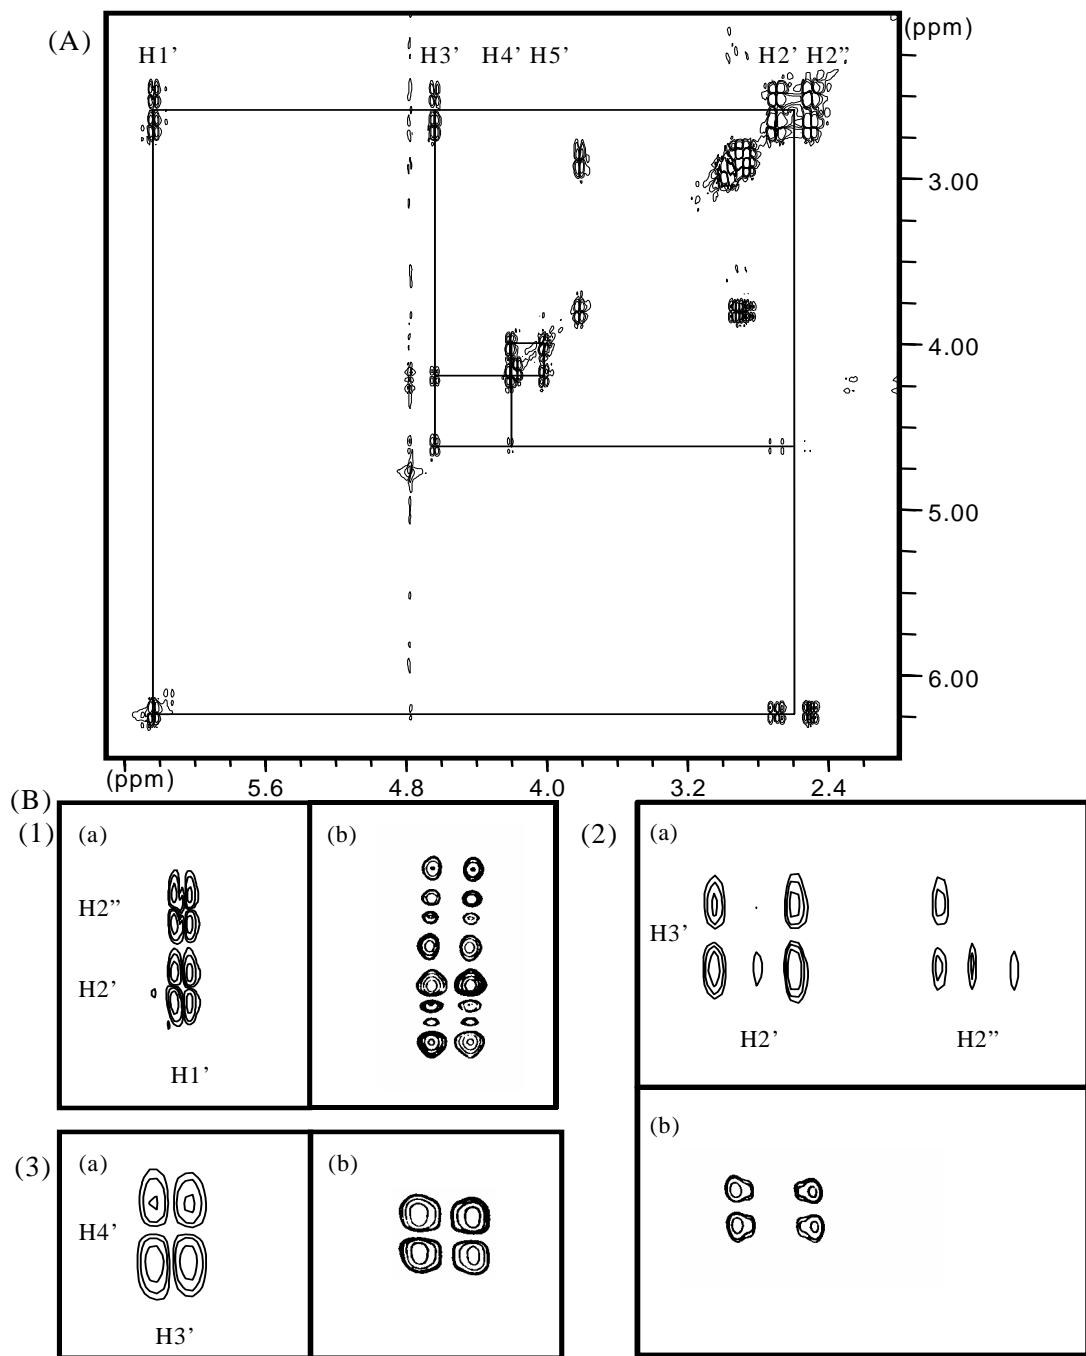 (A)
(ppm)
H1’ H3’ H4’ H5’ H2’ H2”
3.00
4.00
5.00
6.00
(ppm) 5.6 4.8 4.0 3.2 2.4
(B)
(1) (a) (b)
H2”
H2’
H1’
(2) (a)
H3’
H2’ H2”
(b)
(3) (a) (b)
H4’
H3’